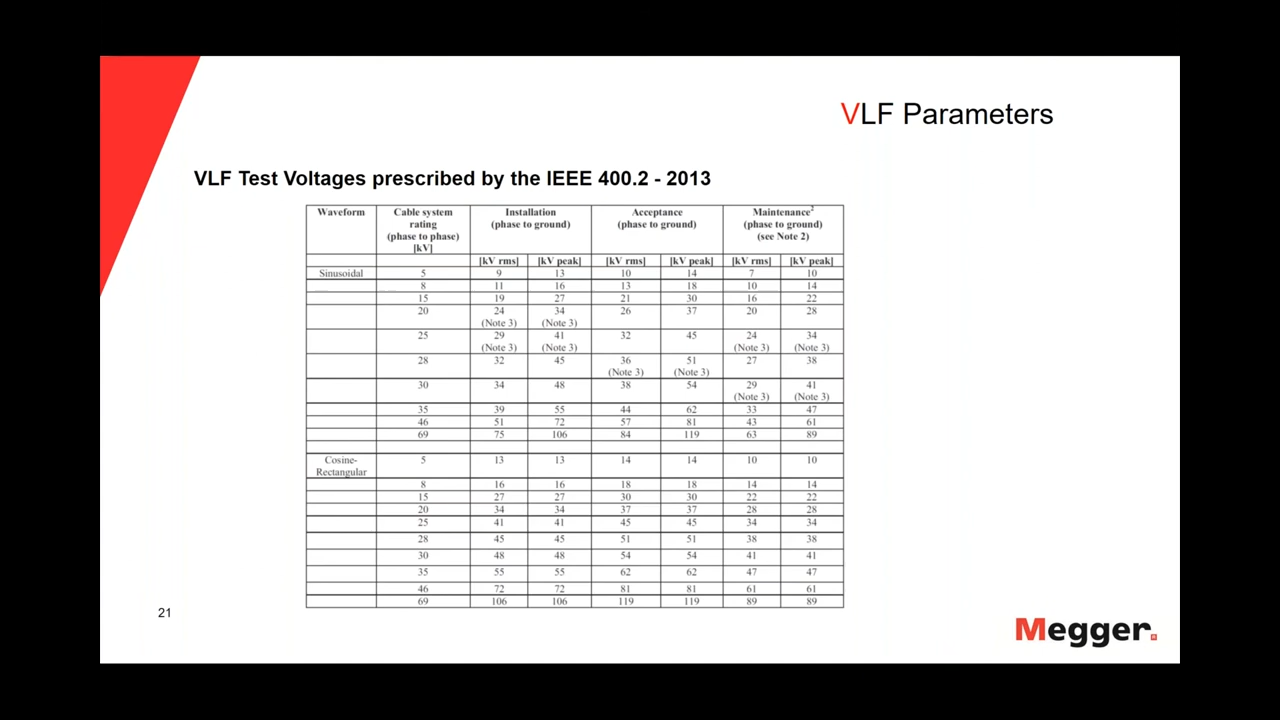 VLF Parameters
VLF Test Voltages prescribed by the IEEE 400.2 - 2013
Waveform Cable system rating (phase to phase) [kV] Installation (phase to ground) Acceptance (phase to ground) Maintenance2 (phase to ground) (see Note 2)
[kV rms] [kV peak] [kV rms] [kV peak] [kV rms] [kV peak]
Sinusoidal 5 9 13 10 14 7 10
8 11 16 13 18 10 14
15 19 27 21 30 16 22
20 24 (Note 3) 34 (Note 3) 26 37 20 28
25 29 (Note 3) 41 (Note 3) 32 45 24 (Note 3) 34 (Note 3)
28 32 45 36 (Note 3) 51 (Note 3) 27 38
30 34 48 38 54 29 (Note 3) 41 (Note 3)
35 39 55 44 62 33 47
46 51 72 57 81 43 61
69 75 106 84 119 63 89
Cosine-Rectangular 5 13 13 14 14 10 10
8 16 16 18 18 14 14
15 27 27 30 30 22 22
20 34 34 37 37 28 28
25 41 41 45 45 34 34
28 45 45 51 51 38 38
30 48 48 54 54 41 41
35 55 55 62 62 47 47
46 72 72 81 81 61 61
69 106 106 119 119 89 89
21
Megger.